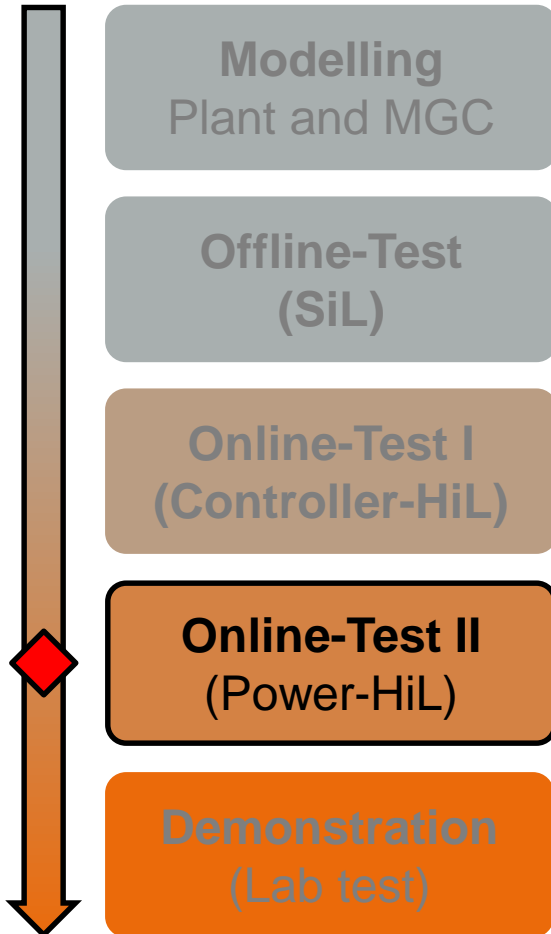 Modelling
Plant and MGC
Offline-Test
(SiL)
Online-Test I
(Controller-HiL)
Online-Test II
(Power-HiL)
Demonstration
(Lab test)